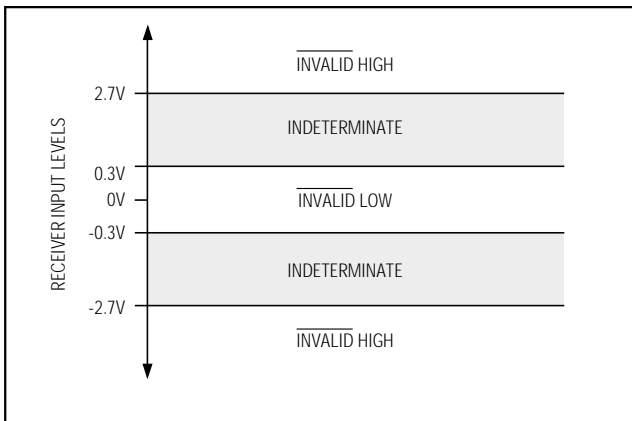 RECEIVER INPUT LEVELS
INVALID HIGH
2.7V
INDETERMINATE
0.3V
0V
INVALID LOW
-0.3V
INDETERMINATE
-2.7V
INVALID HIGH